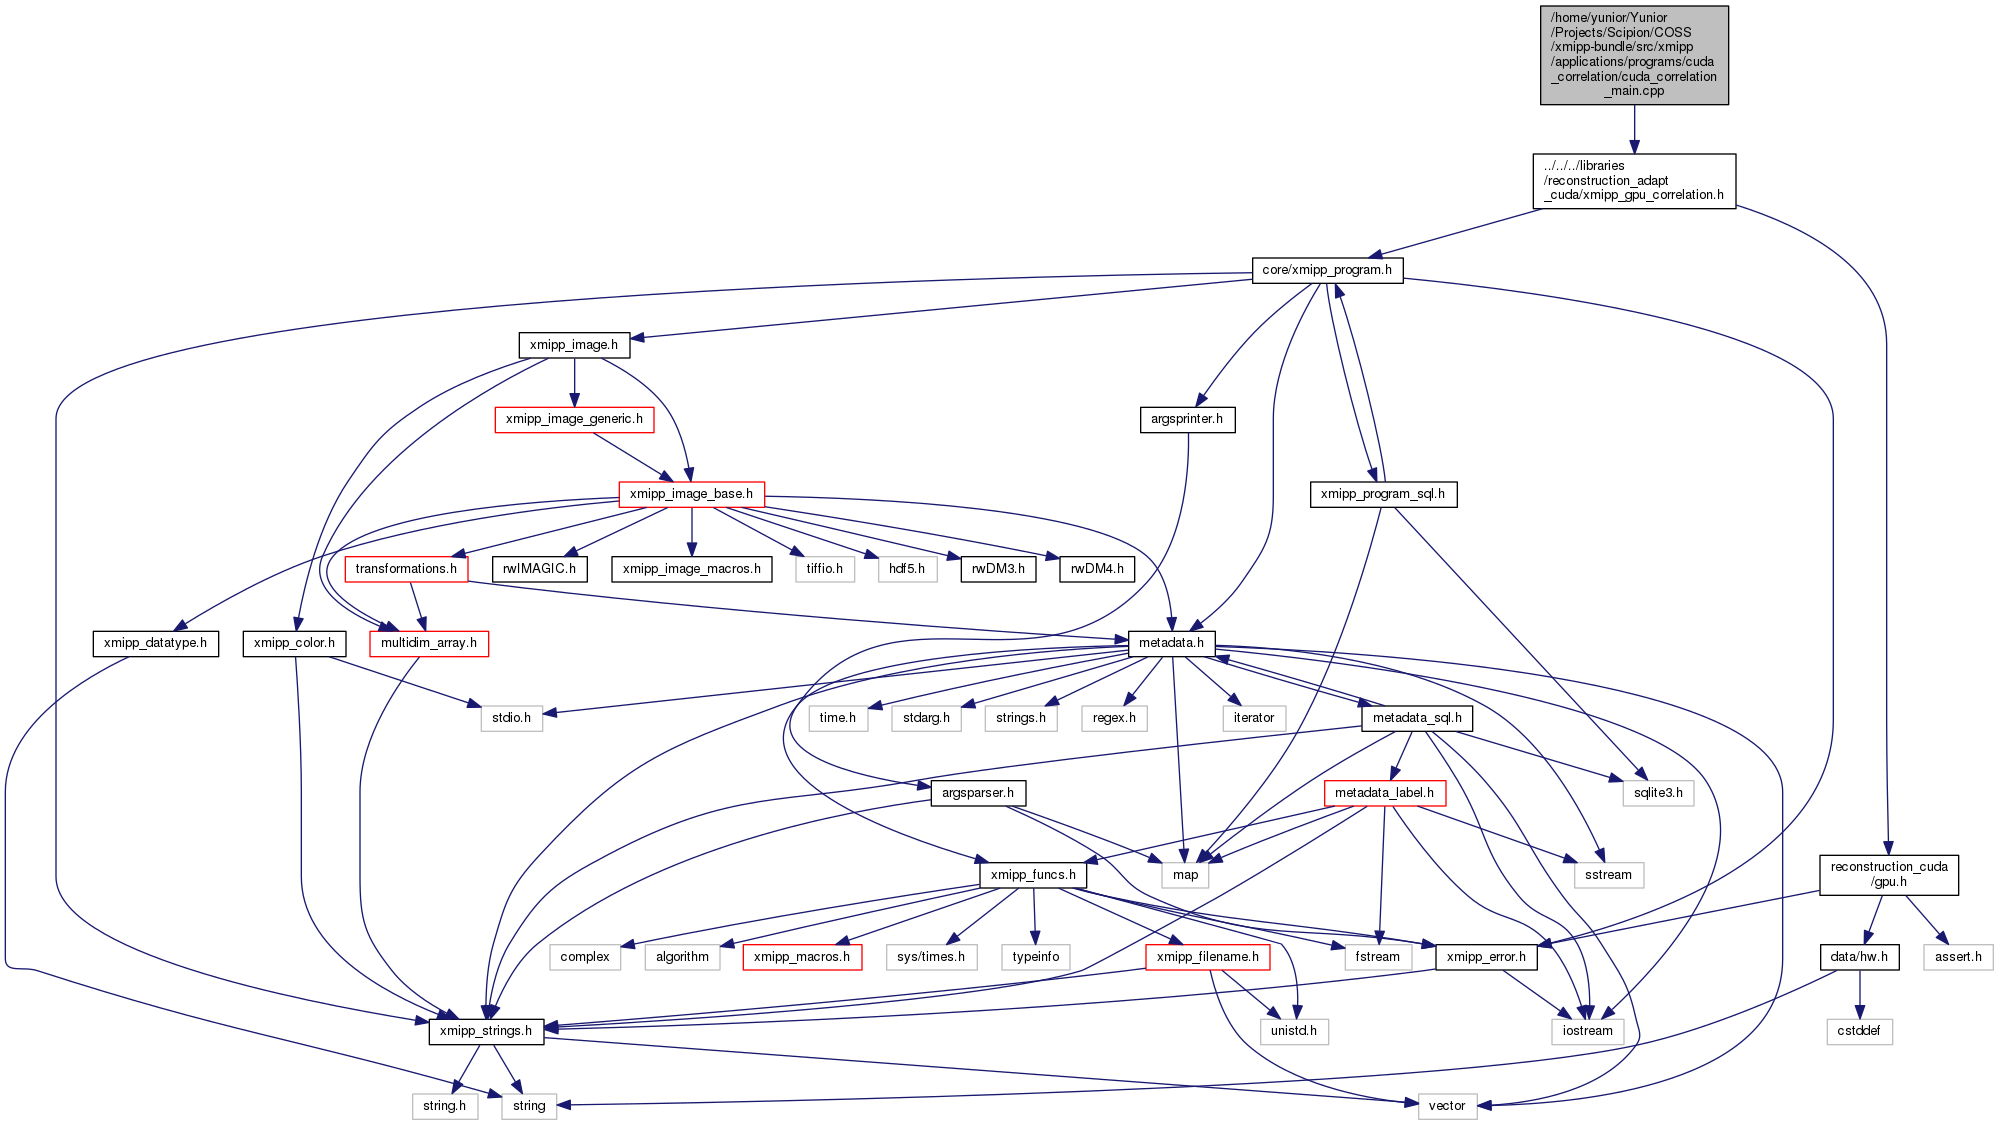 /home/yunior/Yunior
/Projects/Scipion/COSS
/xmipp-bundle/src/xmipp
/applications/programs/cuda
_correlation/cuda_correlation
_main.cpp
../../../libraries
/reconstruction_adapt
_cuda/xmipp_gpu_correlation.h
core/xmipp_program.h
xmipp_image.h
xmipp_image_generic.h
argsprinter.h
xmipp_image_base.h
xmipp_program_sql.h
transformations.h
rwIMAGIC.h
xmipp_image_macros.h
tiffio.h
hdf5.h
rwDM3.h
rwDM4.h
xmipp_datatype.h
xmipp_color.h
multidim_array.h
metadata.h
stdio.h
time.h
stdarg.h
strings.h
regex.h
iterator
metadata_sql.h
argsparser.h
metadata_label.h
sqlite3.h
xmipp_funcs.h
map
sstream
reconstruction_cuda
/gpu.h
complex
algorithm
xmipp_macros.h
sys/times.h
typeinfo
xmipp_filename.h
fstream
xmipp_error.h
data/hw.h
assert.h
xmipp_strings.h
unistd.h
iostream
cstddef
string.h
string
vector